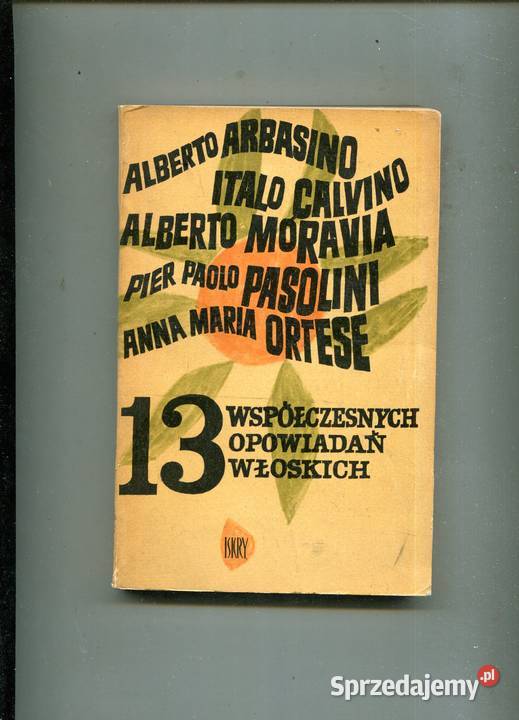 ALBERTO ARBASINO
ITALO CALVINO
ALBERTO MORAVIA
PIER PAOLO PASOLINI
ANNA MARIA ORTESE
13 WSPÓŁCZESNYCH
OPOWIADAŃ
WŁOSKICH
ISKRY
Sprzedajemy.pl